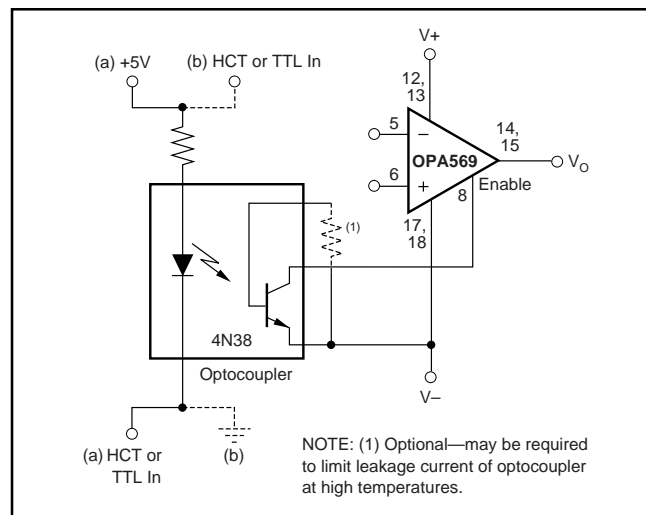 (a) +5V
(b) HCT or TTL In
V+
12,
13
5
–
OPA569
14,
15
VO
6
+
Enable
8
17,
18
(1)
4N38
Optocoupler
V–
(a) HCT or
TTL In
(b)
NOTE: (1) Optional—may be required
to limit leakage current of optocoupler
at high temperatures.